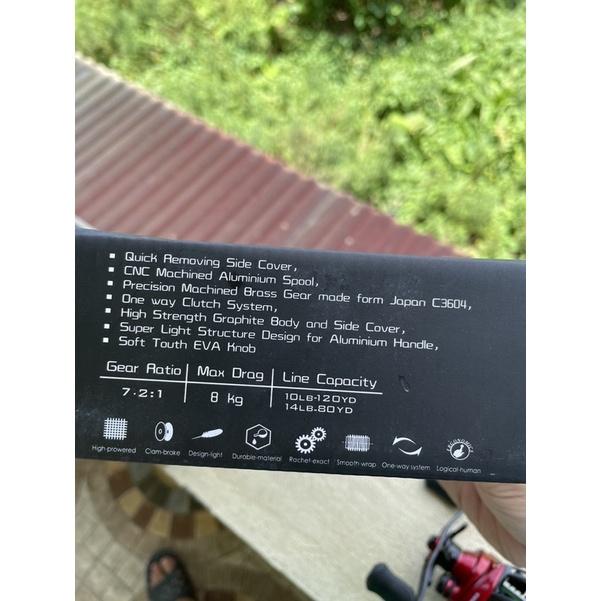 ▪ Quick Removing Side Cover,
▪ CNC Machined Aluminium Spool,
▪ Precision Machined Brass Gear made form Japan C3604,
▪ One way Clutch System,
▪ High Strength Graphite Body and Side Cover,
▪ Super Light Structure Design for Aluminium Handle,
▪ Soft Touth EVA Knob
Gear Ratio Max Drag Line Capacity
7.2:1 8 kg 10LB-120YD
14LB-80YD
High-powered Clam-brake Design-light Durable-material Rachet-exact Smooth wrap One-way system Logical-human